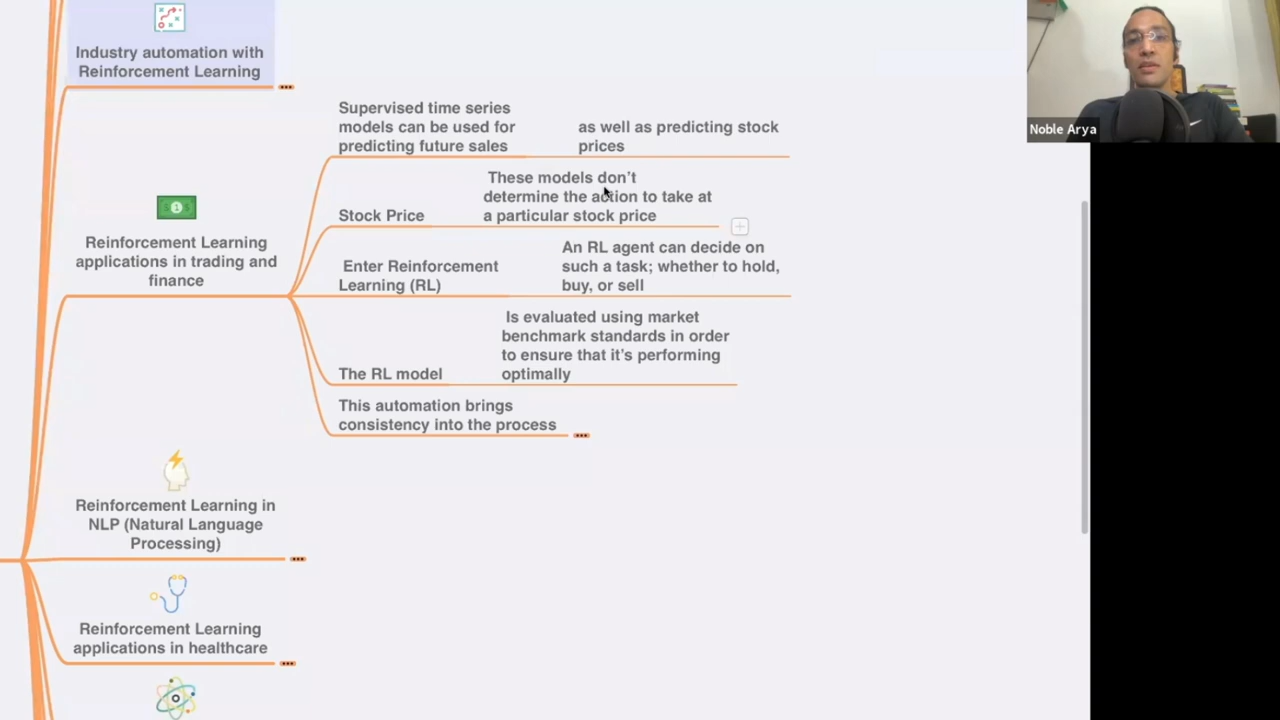 Industry automation with
Reinforcement Learning
Supervised time series
models can be used for
predicting future sales
as well as predicting stock
prices
Stock Price
These models don't
determine the action to take at
a particular stock price
Reinforcement Learning
applications in trading and
finance
Enter Reinforcement
Learning (RL)
An RL agent can decide on
such a task; whether to hold,
buy, or sell
The RL model
Is evaluated using market
benchmark standards in order
to ensure that it's performing
optimally
This automation brings
consistency into the process
Reinforcement Learning in
NLP (Natural Language
Processing)
Reinforcement Learning
applications in healthcare
Noble Arya